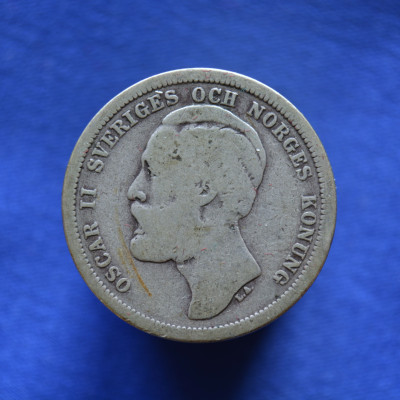 OSCAR II SVERIGES OCH NORGES KONUNG
L.A.